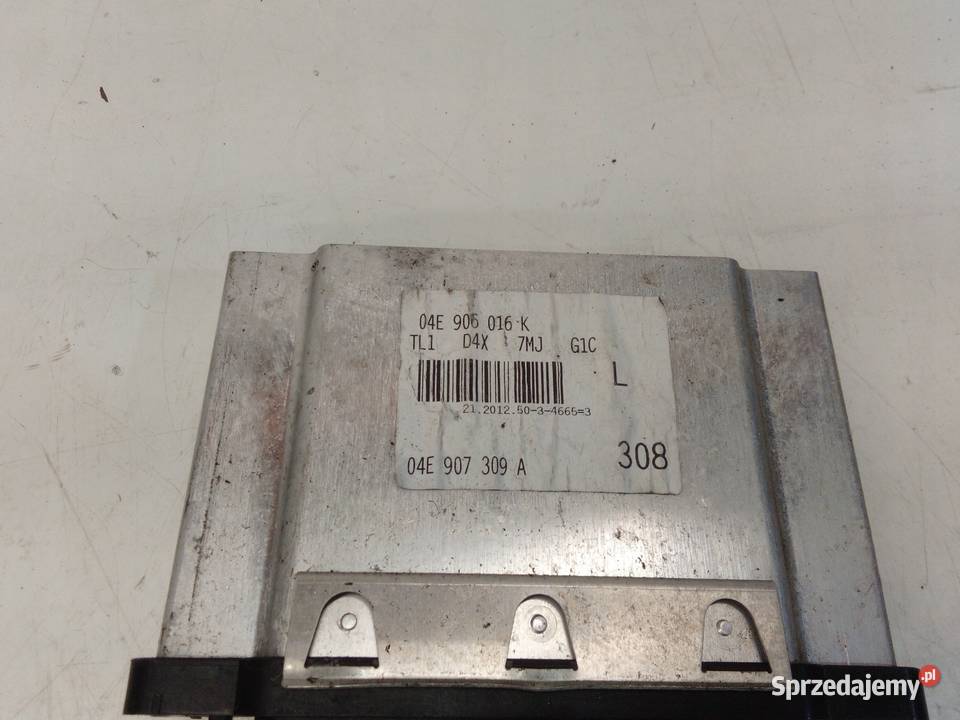 04E 906 016 K
TL1 D4X 7MJ G1C
L
21.2012.50-3-4665=3
04E 907 309 A 308
Sprzedajemy.pl